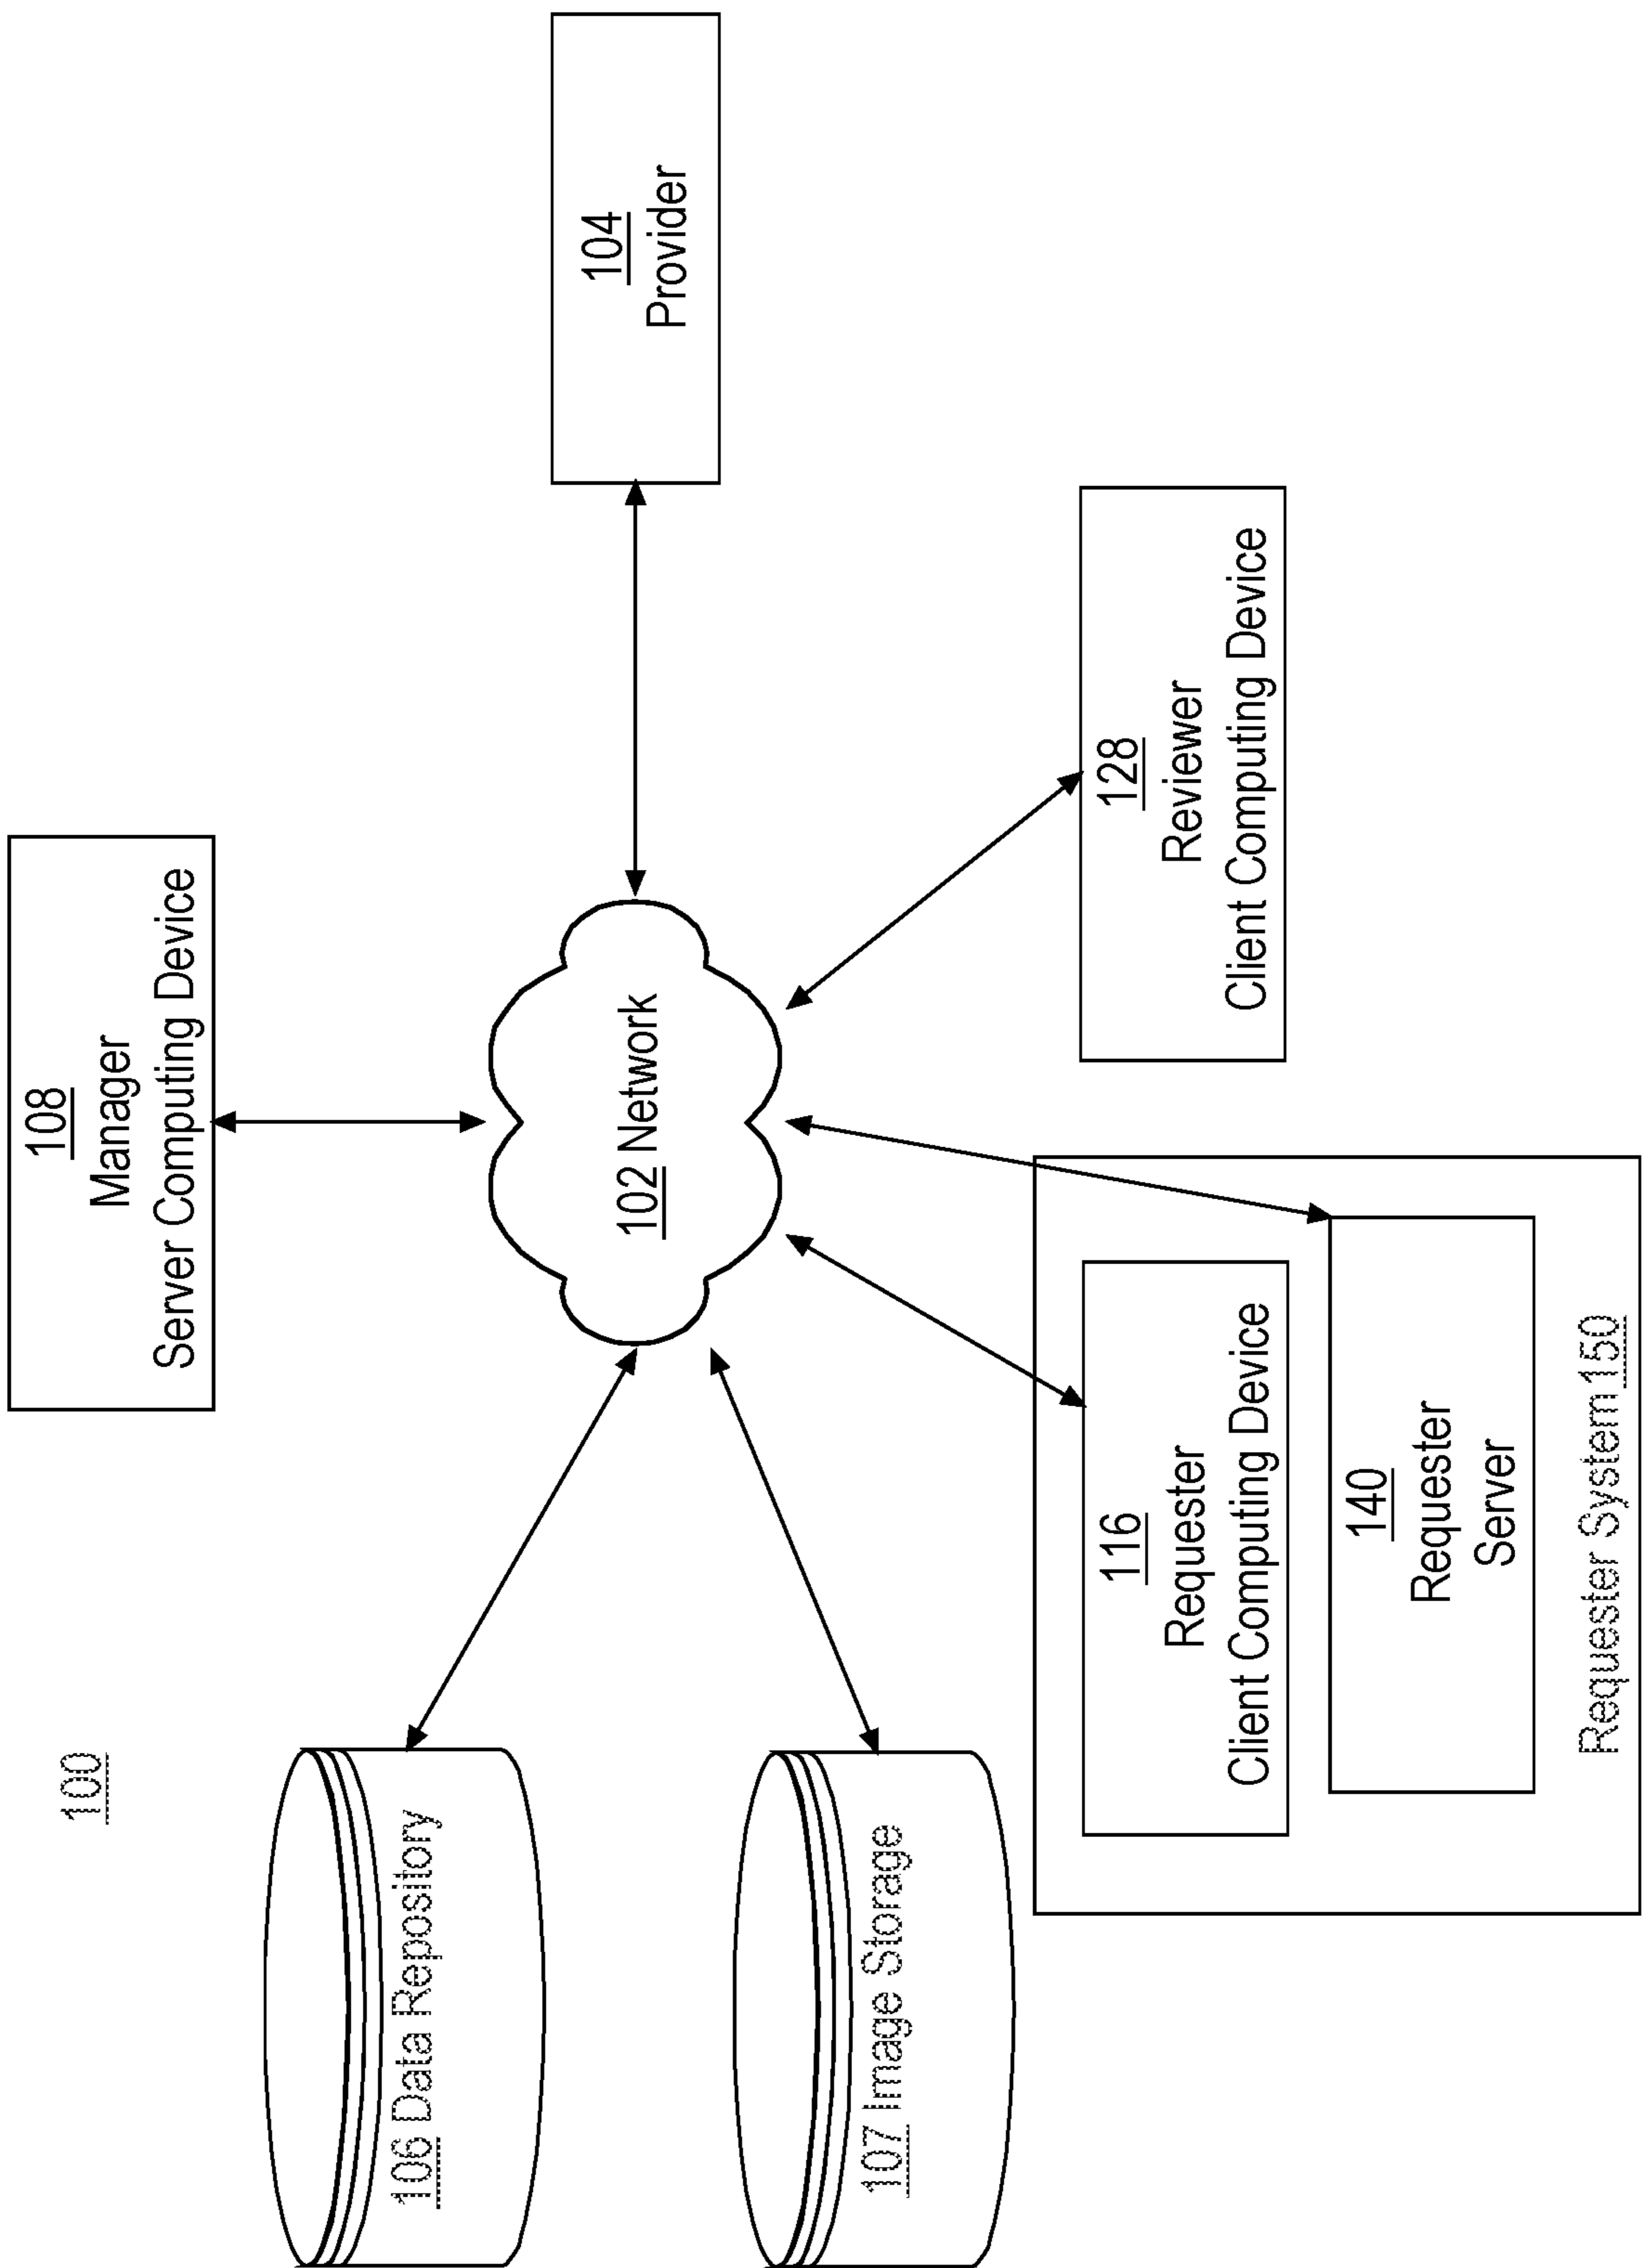 100
108
Manager
Server Computing Device
106 Data Repository
102 Network
104
Provider
107 Image Storage
116
Requester
Client Computing Device
128
Reviewer
Client Computing Device
140
Requester
Server
Requester System 150